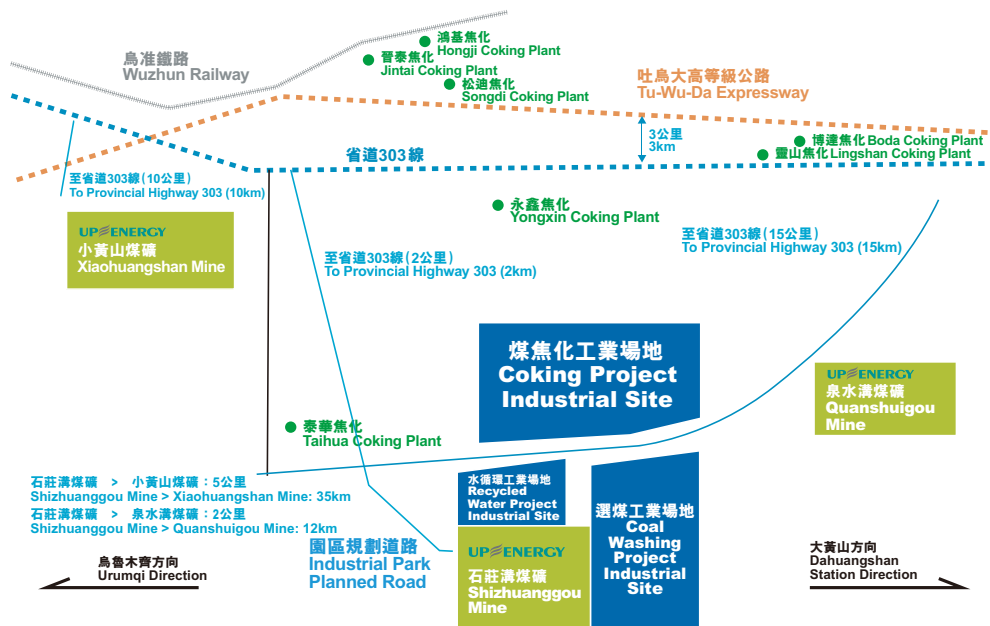 鴻基焦化
Hongji Coking Plant
晉泰焦化
Jintai Coking Plant
松迪焦化
Songdi Coking Plant
烏准鐵路
Wuzhun Railway
吐烏大高等級公路
Tu-Wu-Da Expressway
3公里
3km
博達焦化 Boda Coking Plant
靈山焦化 Lingshan Coking Plant
省道303線
至省道303線(10公里)
To Provincial Highway 303 (10km)
永鑫焦化
Yongxin Coking Plant
UP ENERGY
小黃山煤礦
Xiaohuangshan Mine
至省道303線(2公里)
To Provincial Highway 303 (2km)
至省道303線(15公里)
To Provincial Highway 303 (15km)
煤焦化工業場地
Coking Project
Industrial Site
UP ENERGY
泉水溝煤礦
Quanshuigou
Mine
泰華焦化
Taihua Coking Plant
石莊溝煤礦 > 小黃山煤礦：5公里
Shizhuanggou Mine > Xiaohuangshan Mine: 35km
石莊溝煤礦 > 泉水溝煤礦：2公里
Shizhuanggou Mine > Quanshuigou Mine: 12km
水循環工業場地
Recycled
Water Project
Industrial Site
選煤工業場地
Coal
Washing
Project
Industrial
Site
園區規劃道路
Industrial Park
Planned Road
UP ENERGY
石莊溝煤礦
Shizhuanggou
Mine
烏魯木齊方向
Urumqi Direction
大黃山方向
Dahuangshan
Station Direction